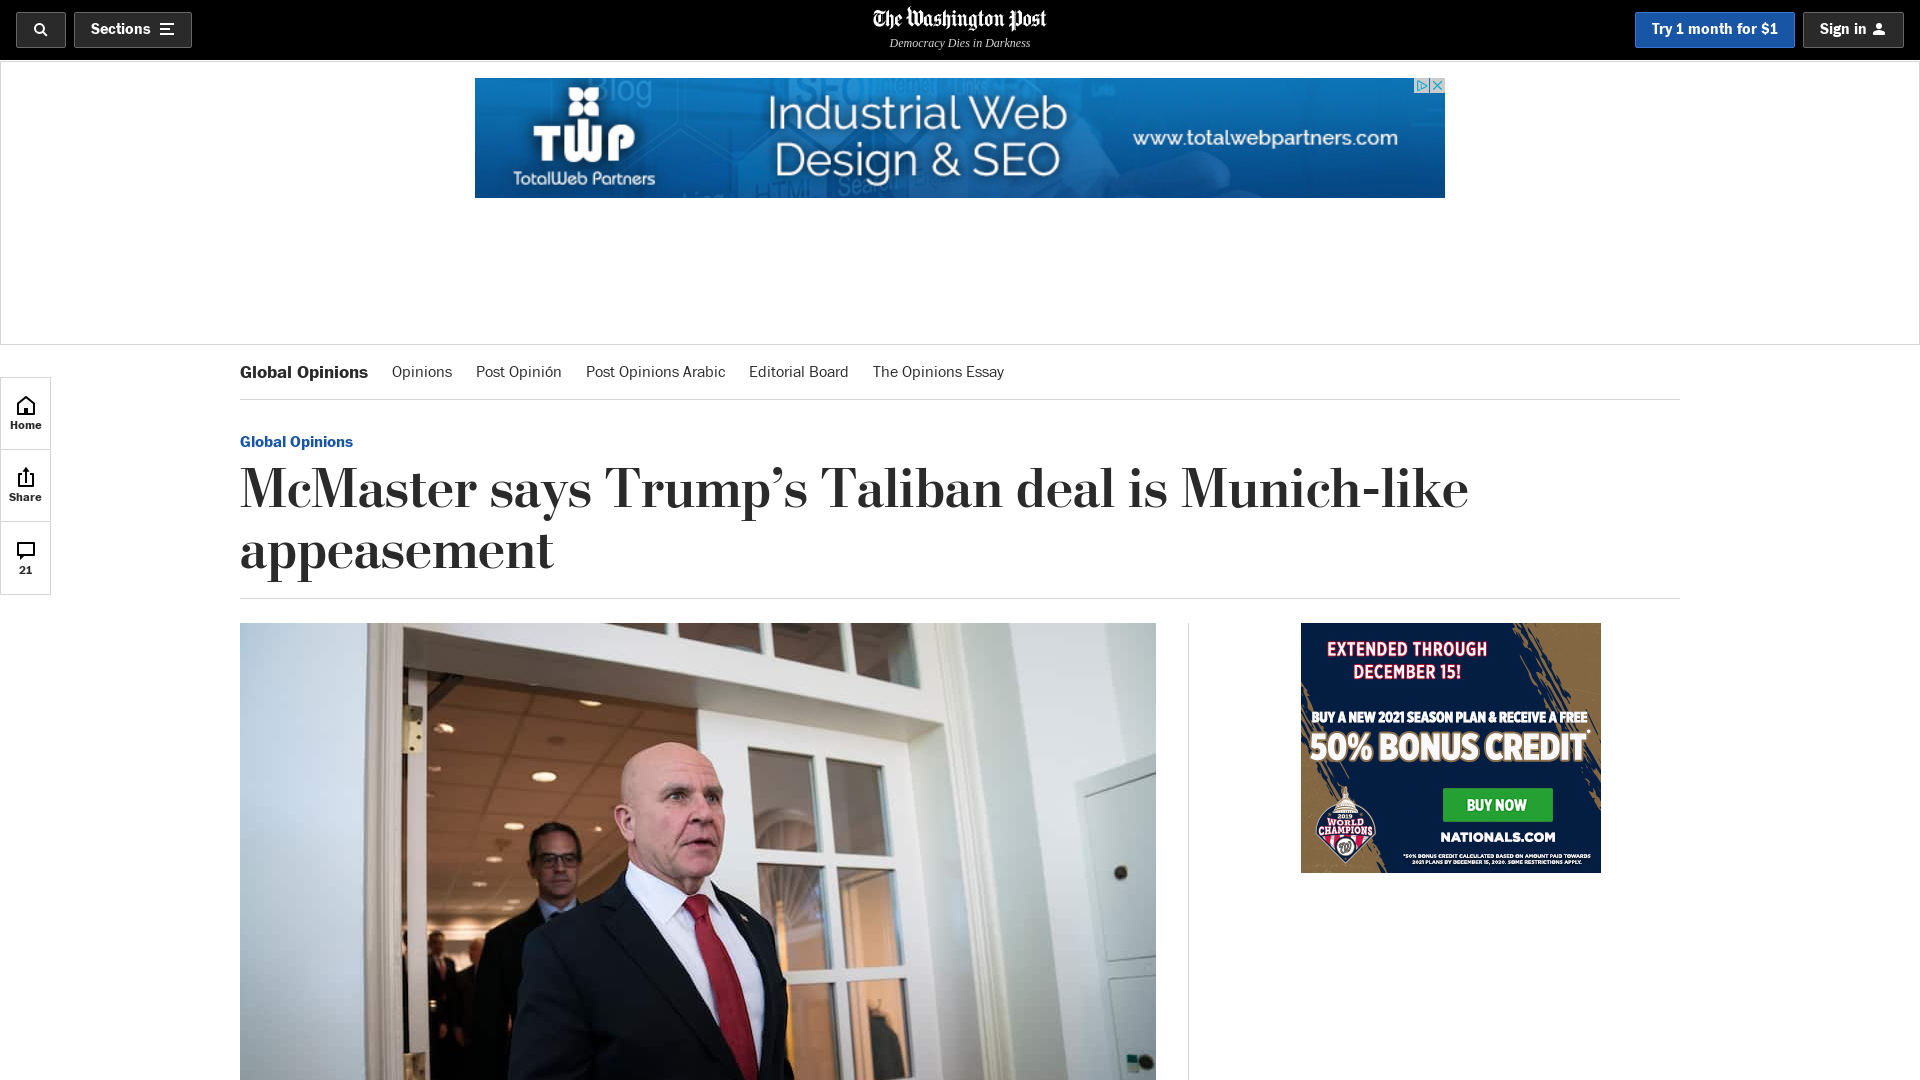 Sections
The Washington Post
Democracy Dies in Darkness
Try 1 month for $1
Sign in
TWP
TotalWeb Partners
Industrial Web
Design & SEO
www.totalwebpartners.com
Blog
SEO
Global Opinions
Opinions
Post Opinión
Post Opinions Arabic
Editorial Board
The Opinions Essay
Home
Share
21
Global Opinions
McMaster says Trump’s Taliban deal is Munich-like
appeasement
EXTENDED THROUGH
DECEMBER 15!
BUY A NEW 2021 SEASON PLAN & RECEIVE A FREE
50% BONUS CREDIT*
BUY NOW
NATIONALS.COM
2019
WORLD
CHAMPIONS
W
*50% BONUS CREDIT CALCULATED BASED ON AMOUNT PAID TOWARDS
2021 PLANS BY DECEMBER 15, 2020. SOME RESTRICTIONS APPLY.